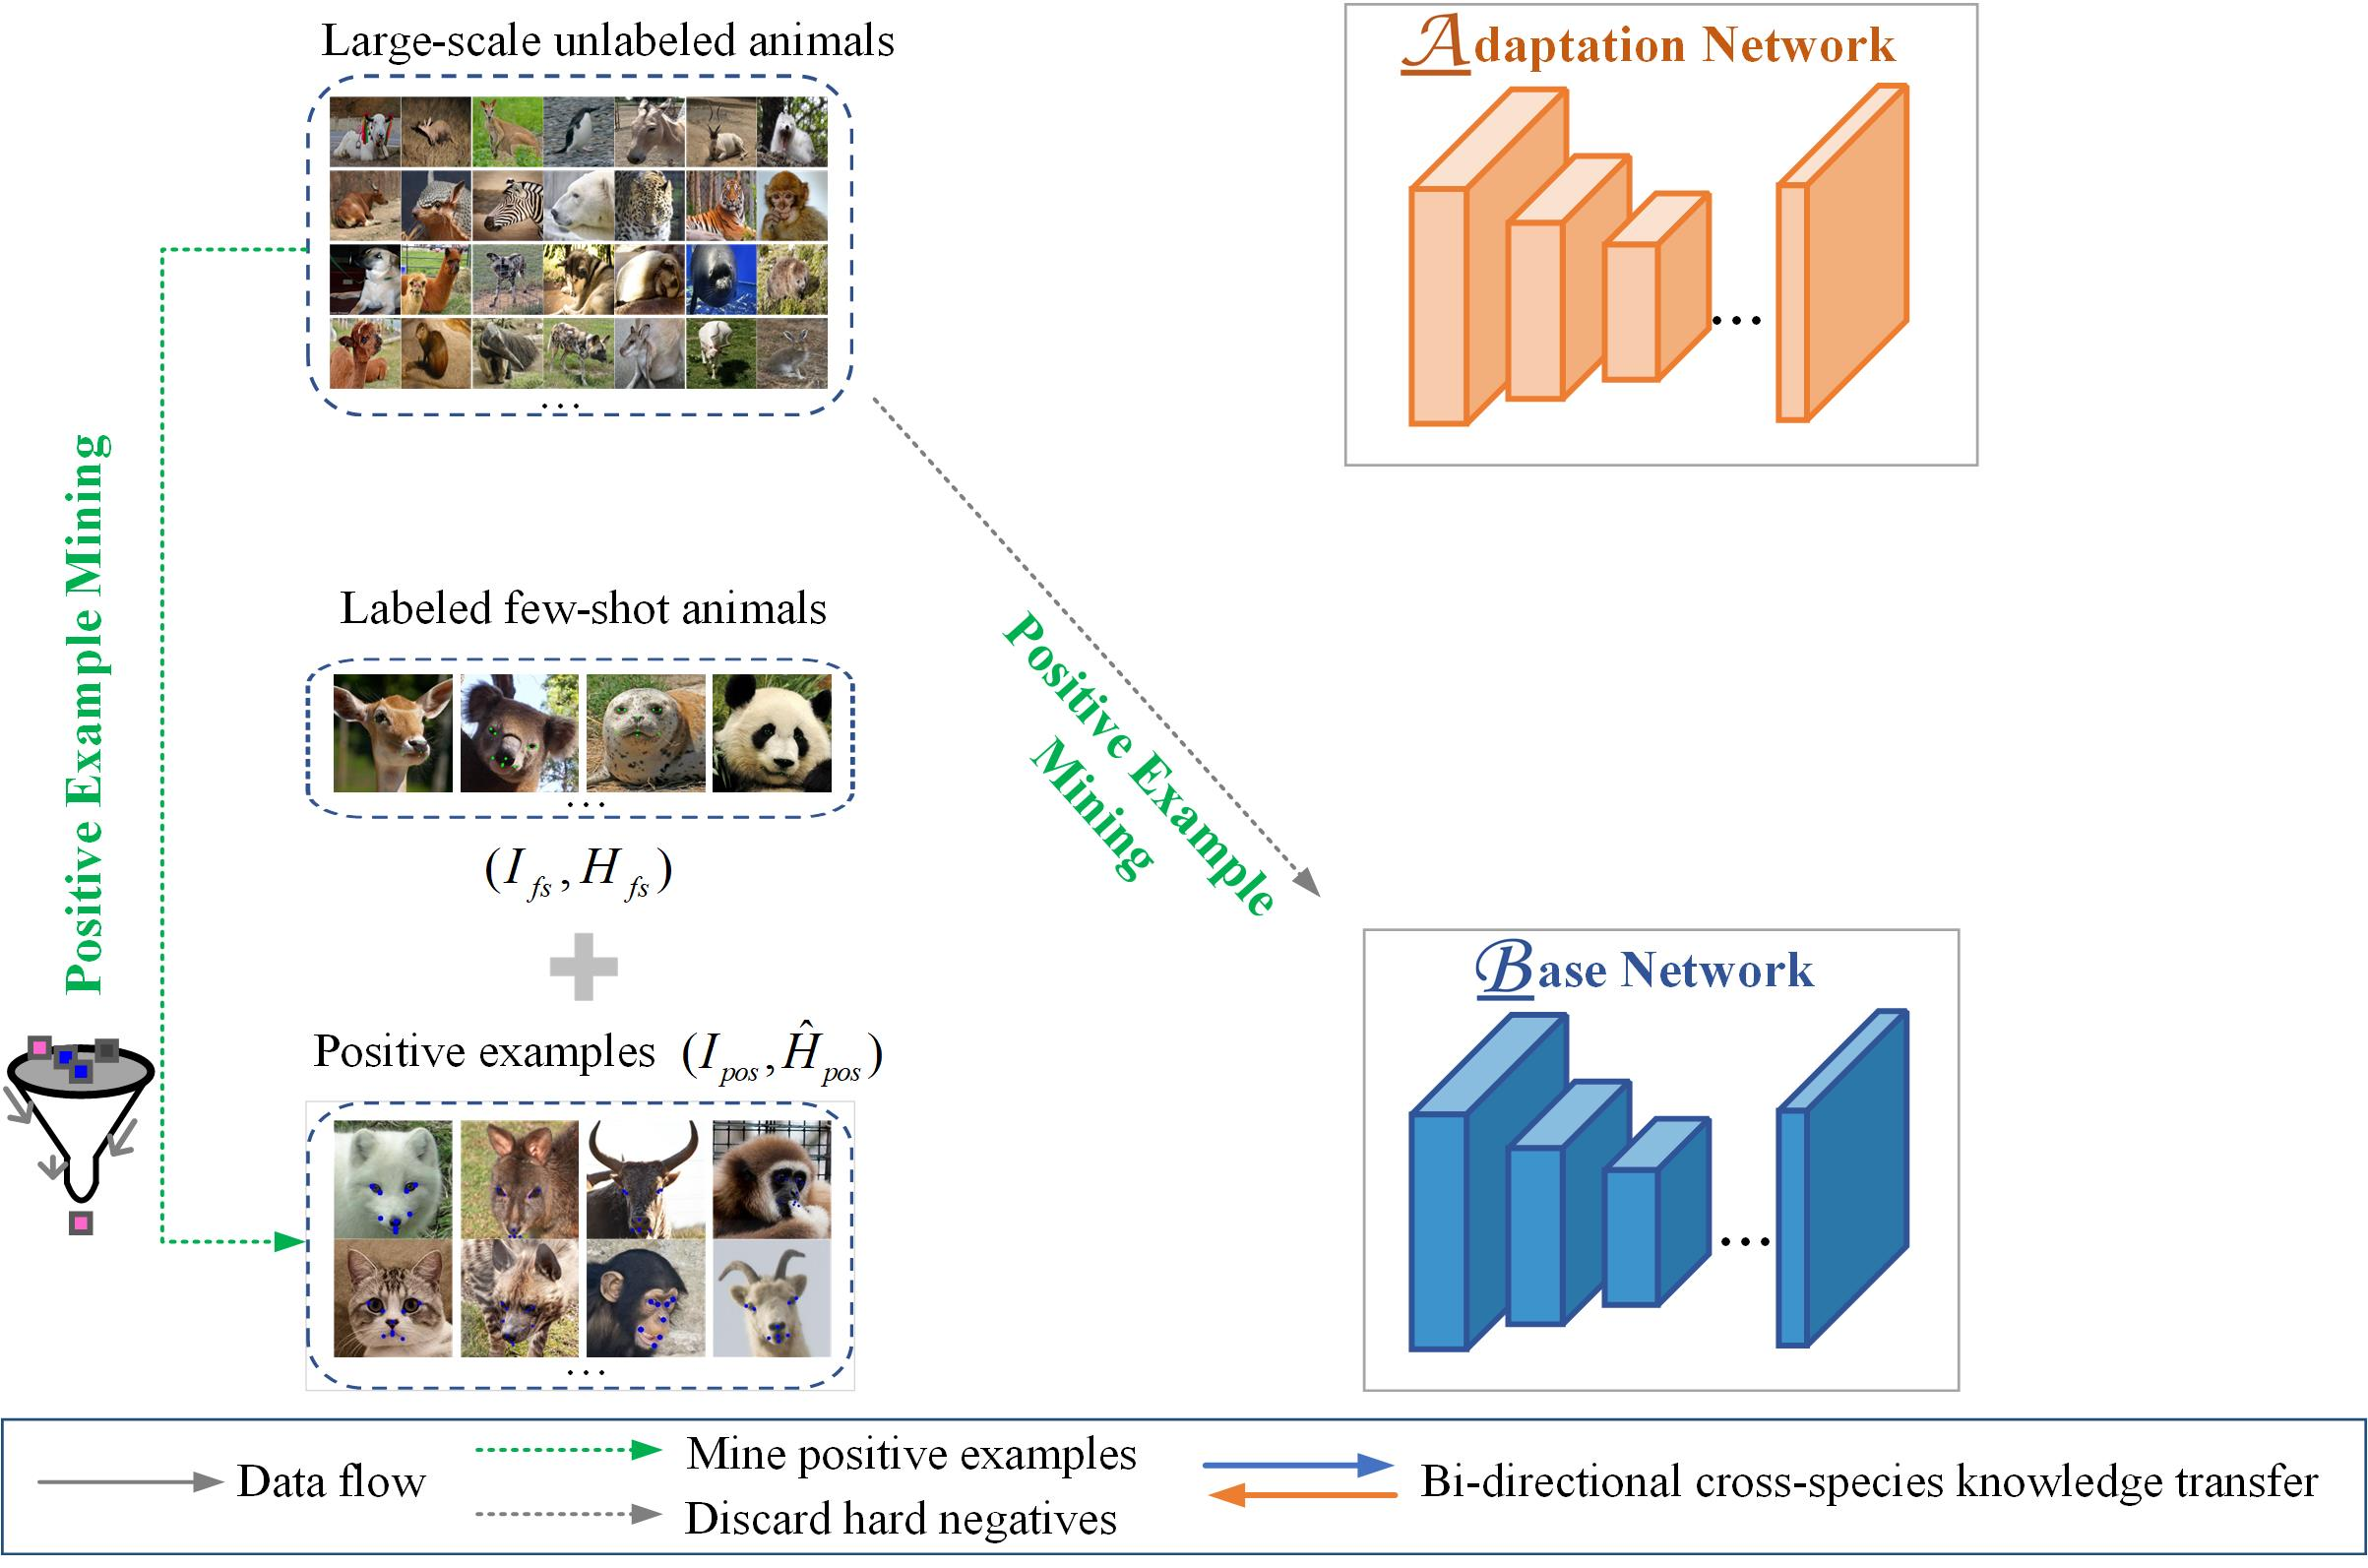 Large-scale unlabeled animals
...
Adaptation Network
...
Positive Example Mining
Labeled few-shot animals
...
(I_fs, H_fs)
Positive Example
Mining
+
Positive examples (I_pos, Ĥ_pos)
...
Base Network
...
Data flow
Mine positive examples
Discard hard negatives
Bi-directional cross-species knowledge transfer